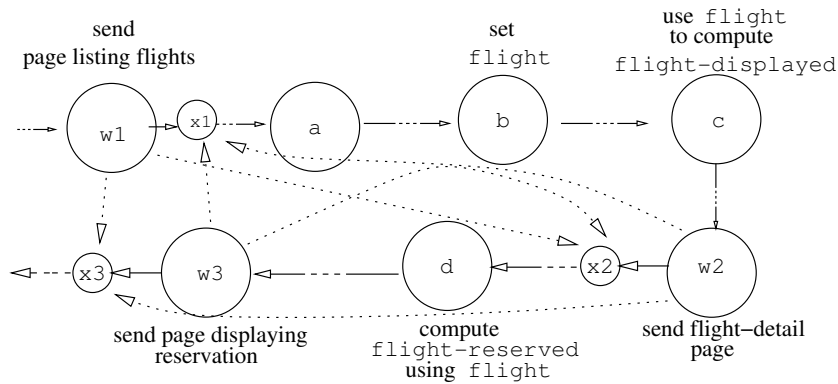 send
page listing flights
set
flight
use flight
to compute
flight-displayed
w1
x1
a
b
c
x3
w3
d
x2
w2
send page displaying
reservation
compute
flight-reserved
using flight
send flight-detail
page